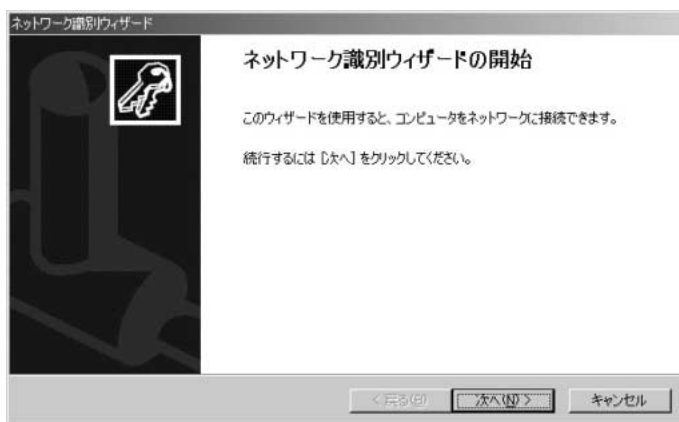 ネットワーク識別ウィザード
ネットワーク識別ウィザードの開始
このウィザードを使用すると、コンピュータをネットワークに接続できます。
続行するには [次へ] をクリックしてください。
< 戻る(B)
次へ(N) >
キャンセル